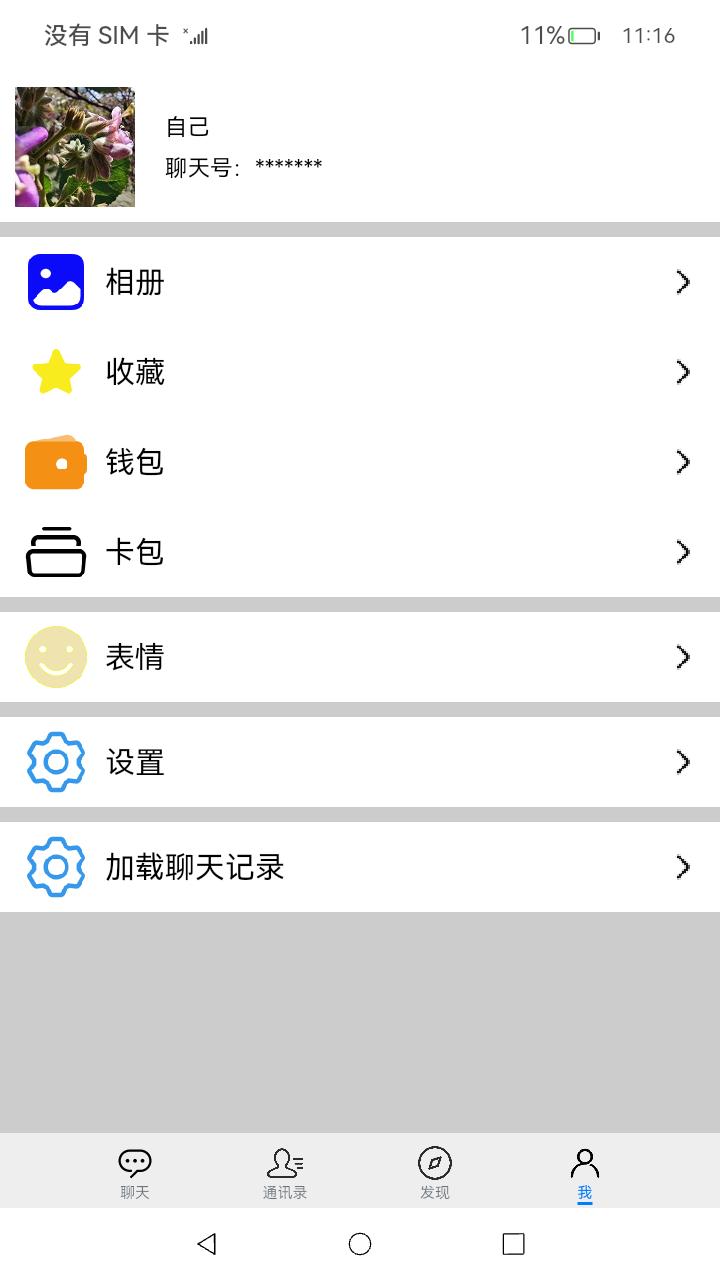 没有 SIM 卡
11%
11:16
自己
聊天号：*******
相册
收藏
钱包
卡包
表情
设置
加载聊天记录
聊天
通讯录
发现
我